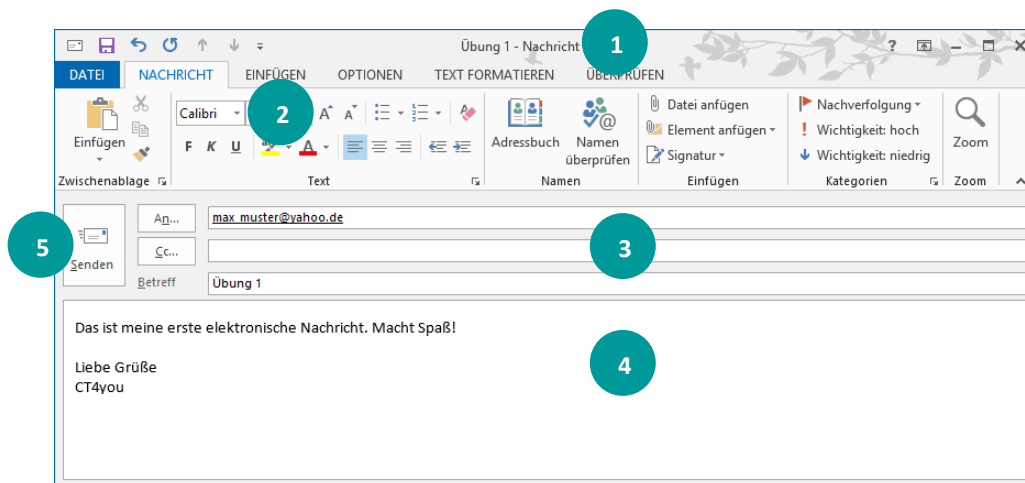 Übung 1 - Nachricht
1
?
DATEI NACHRICHT EINFÜGEN OPTIONEN TEXT FORMATIEREN ÜBERPRÜFEN
Einfügen
Zwischenablage
Calibri
2
F K U
Text
Adressbuch
Namen
überprüfen
Namen
Datei anfügen
Element anfügen
Signatur
Einfügen
Nachverfolgung
Wichtigkeit: hoch
Wichtigkeit: niedrig
Kategorien
Zoom
Zoom
5
Senden
An...
max_muster@yahoo.de
Cc...
3
Betreff
Übung 1
Das ist meine erste elektronische Nachricht. Macht Spaß!
4
Liebe Grüße
CT4you